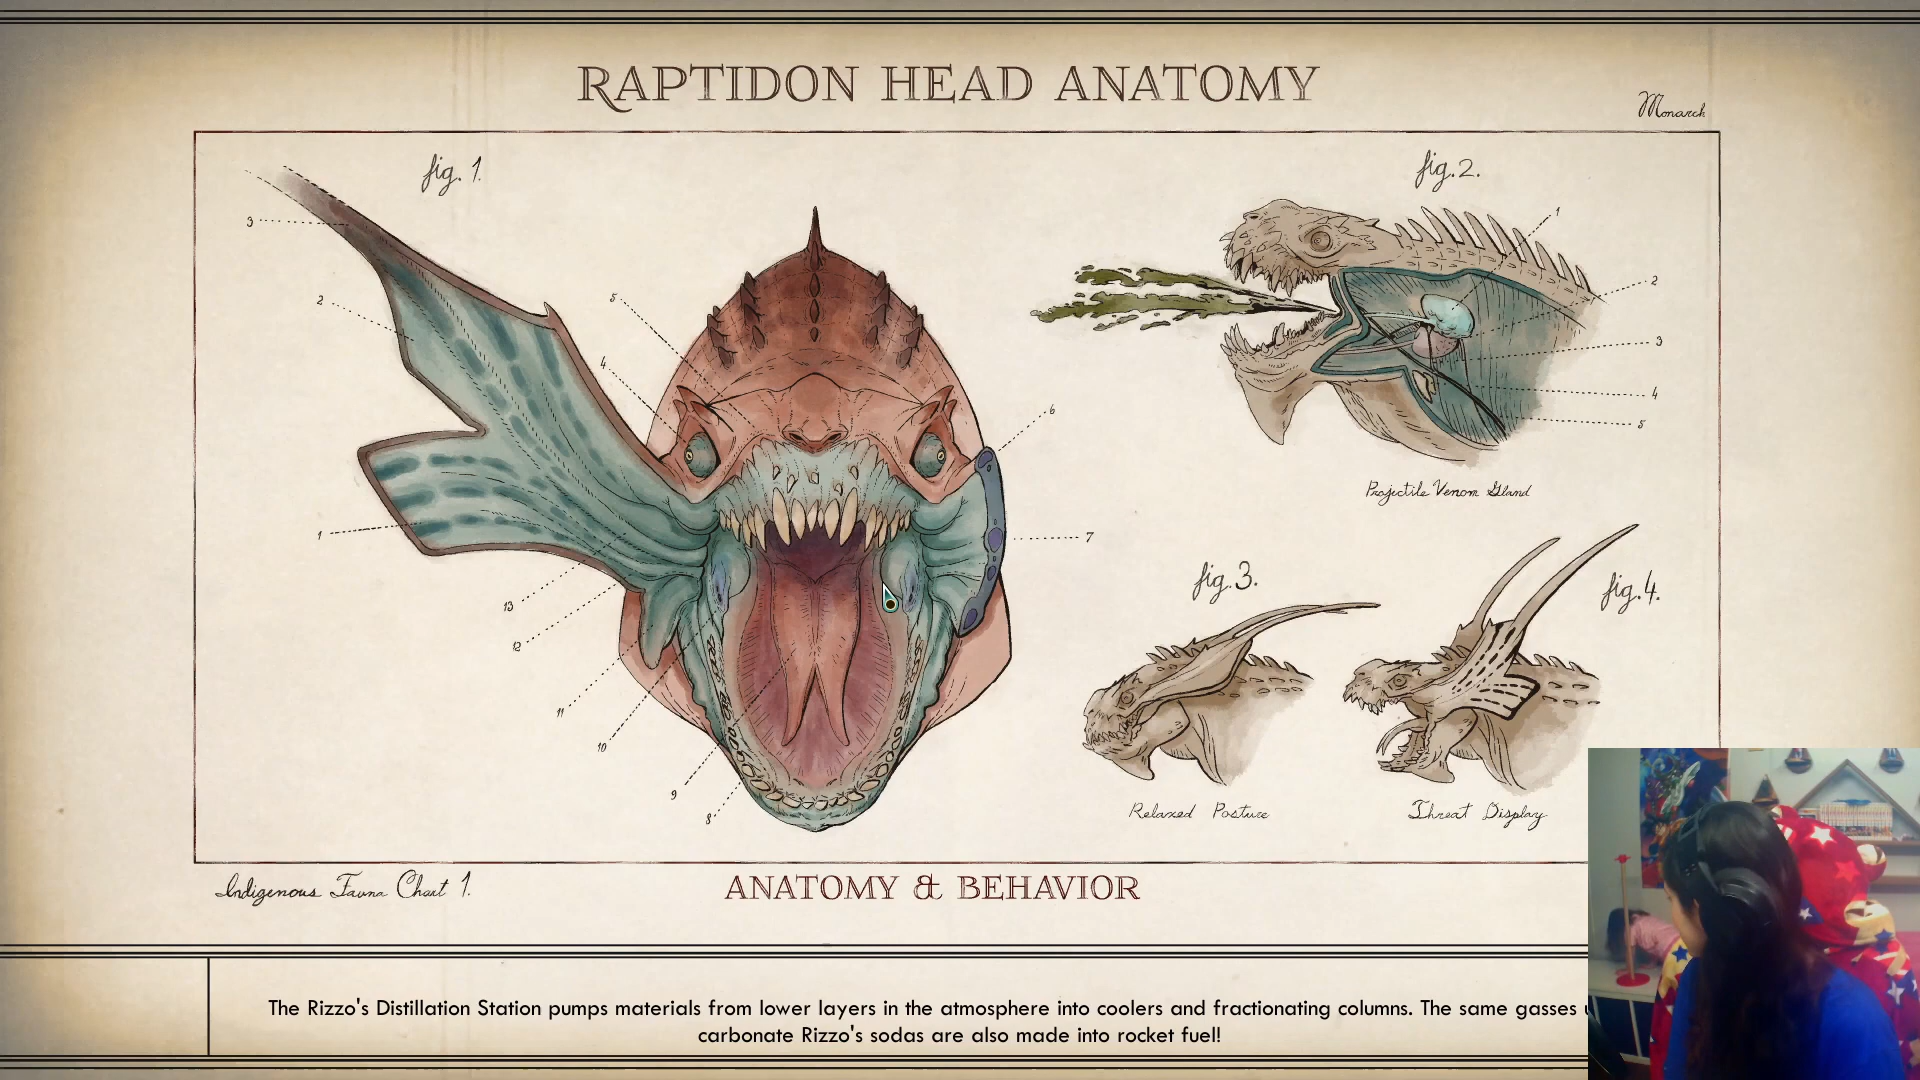 RAPTIDON HEAD ANATOMY
Monarch
fig. 1.
3
2
5
4
6
1
7
13
12
11
10
9
8
fig. 2.
1
2
3
4
5
Projectile Venom Gland
fig. 3.
fig. 4.
Relaxed Posture
Threat Display
Indigenous Fauna Chart 1.
ANATOMY & BEHAVIOR
The Rizzo's Distillation Station pumps materials from lower layers in the atmosphere into coolers and fractionating columns. The same gasses
carbonate Rizzo's sodas are also made into rocket fuel!